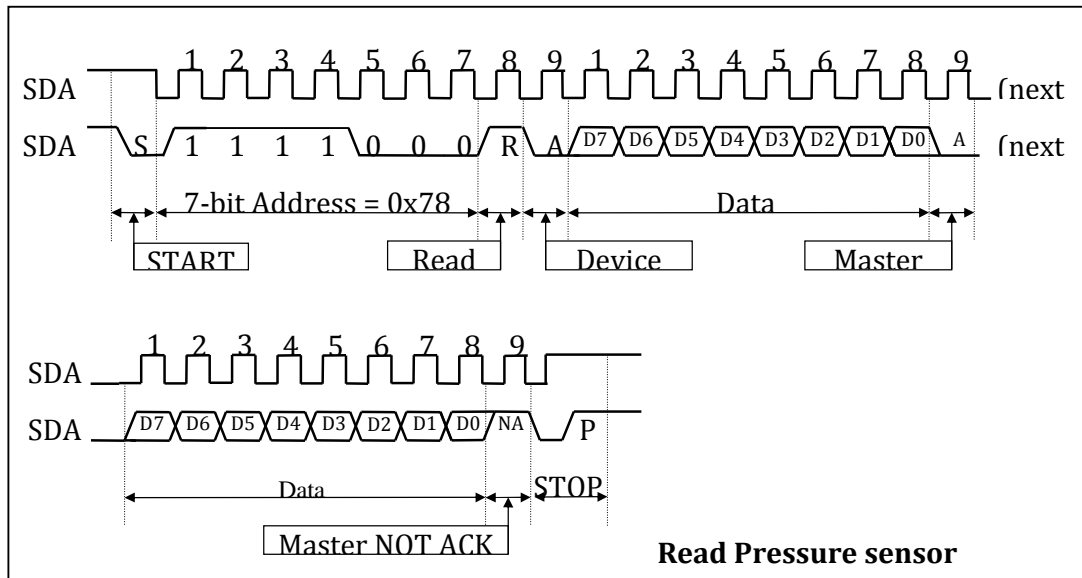 1 2 3 4 5 6 7 8 9 1 2 3 4 5 6 7 8 9
SDA (next
SDA S 1 1 1 1 0 0 0 R A D7 D6 D5 D4 D3 D2 D1 D0 A (next
7-bit Address = 0x78 Data
START Read Device Master
1 2 3 4 5 6 7 8 9
SDA
SDA D7 D6 D5 D4 D3 D2 D1 D0 NA P
Data STOP
Master NOT ACK
Read Pressure sensor